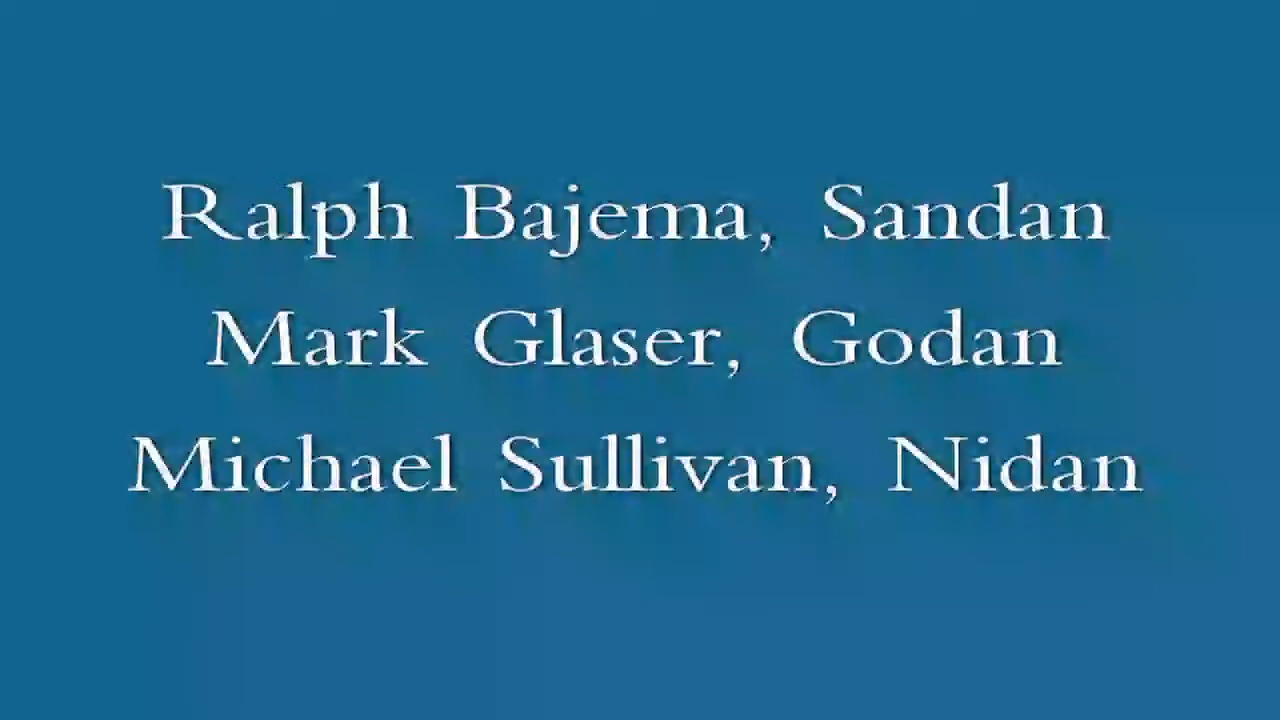 Ralph Bajema, Sandan
Mark Glaser, Godan
Michael Sullivan, Nidan